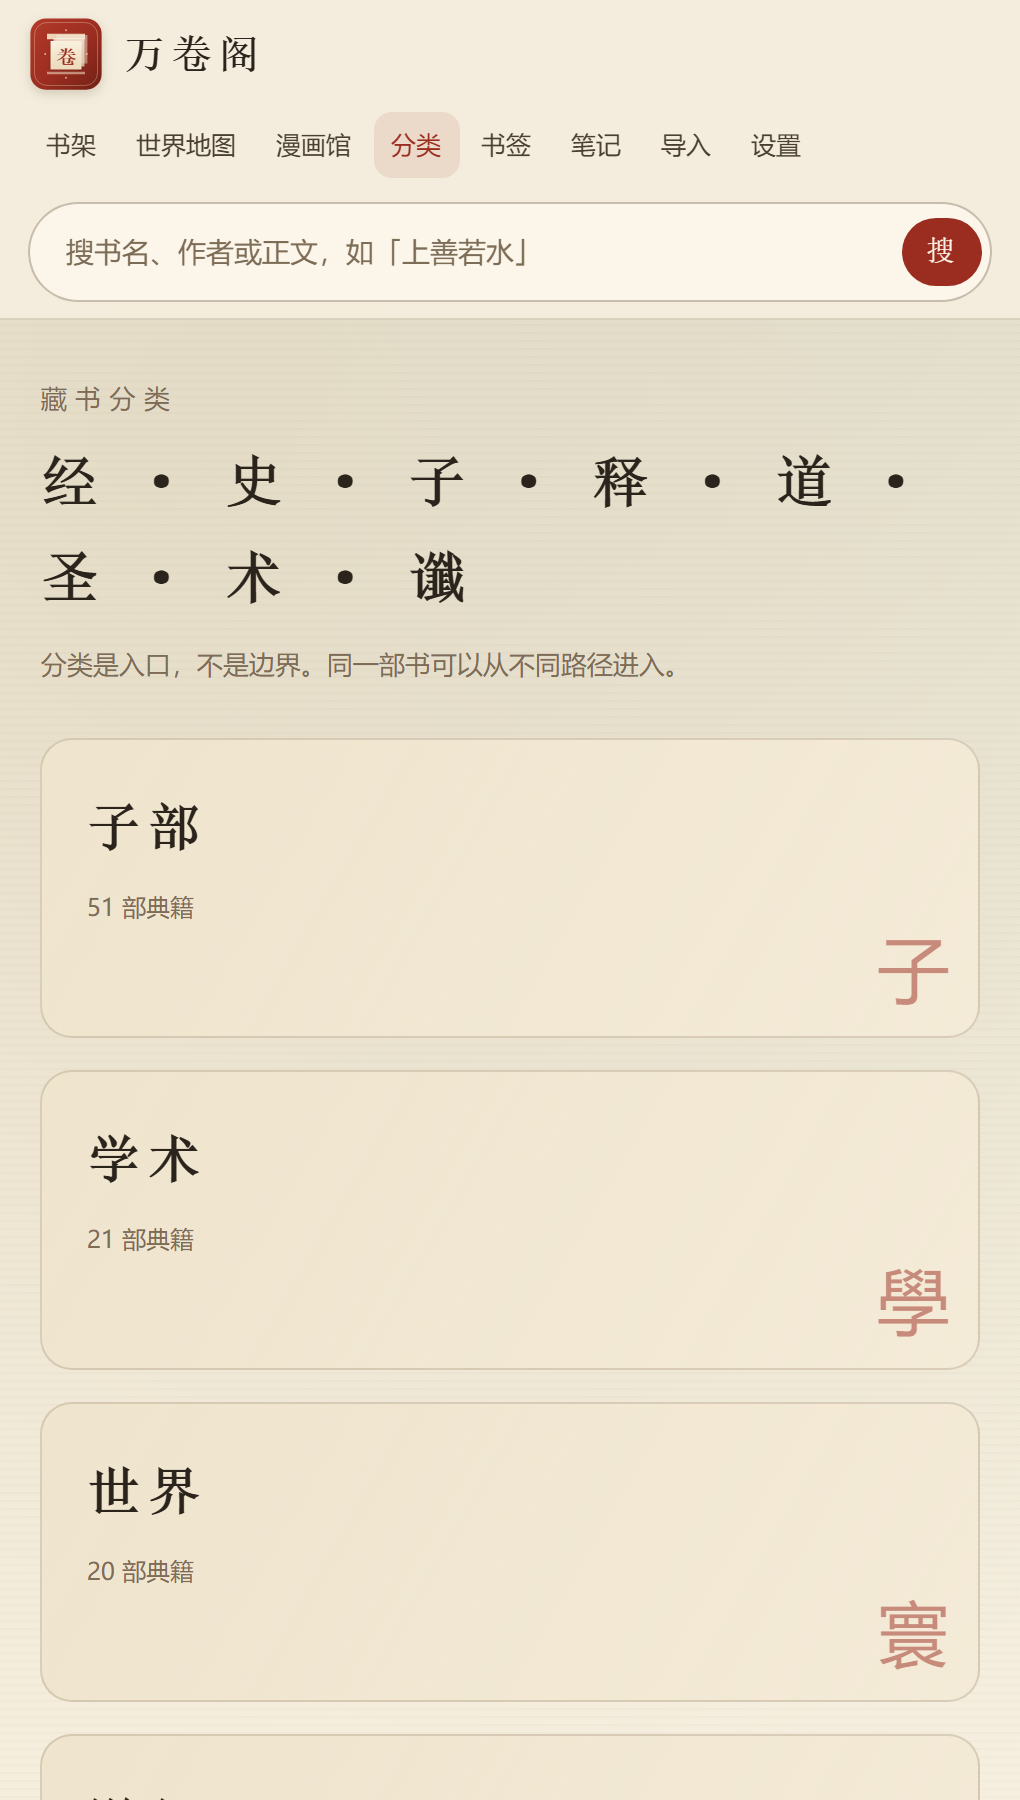 卷
万卷阁
书架 世界地图 漫画馆 分类 书签 笔记 导入 设置
搜书名、作者或正文，如「上善若水」 搜
藏书分类
经 · 史 · 子 · 释 · 道 ·
圣 · 术 · 谶
分类是入口，不是边界。同一部书可以从不同路径进入。
子部
51 部典籍
子
学术
21 部典籍
學
世界
20 部典籍
寰